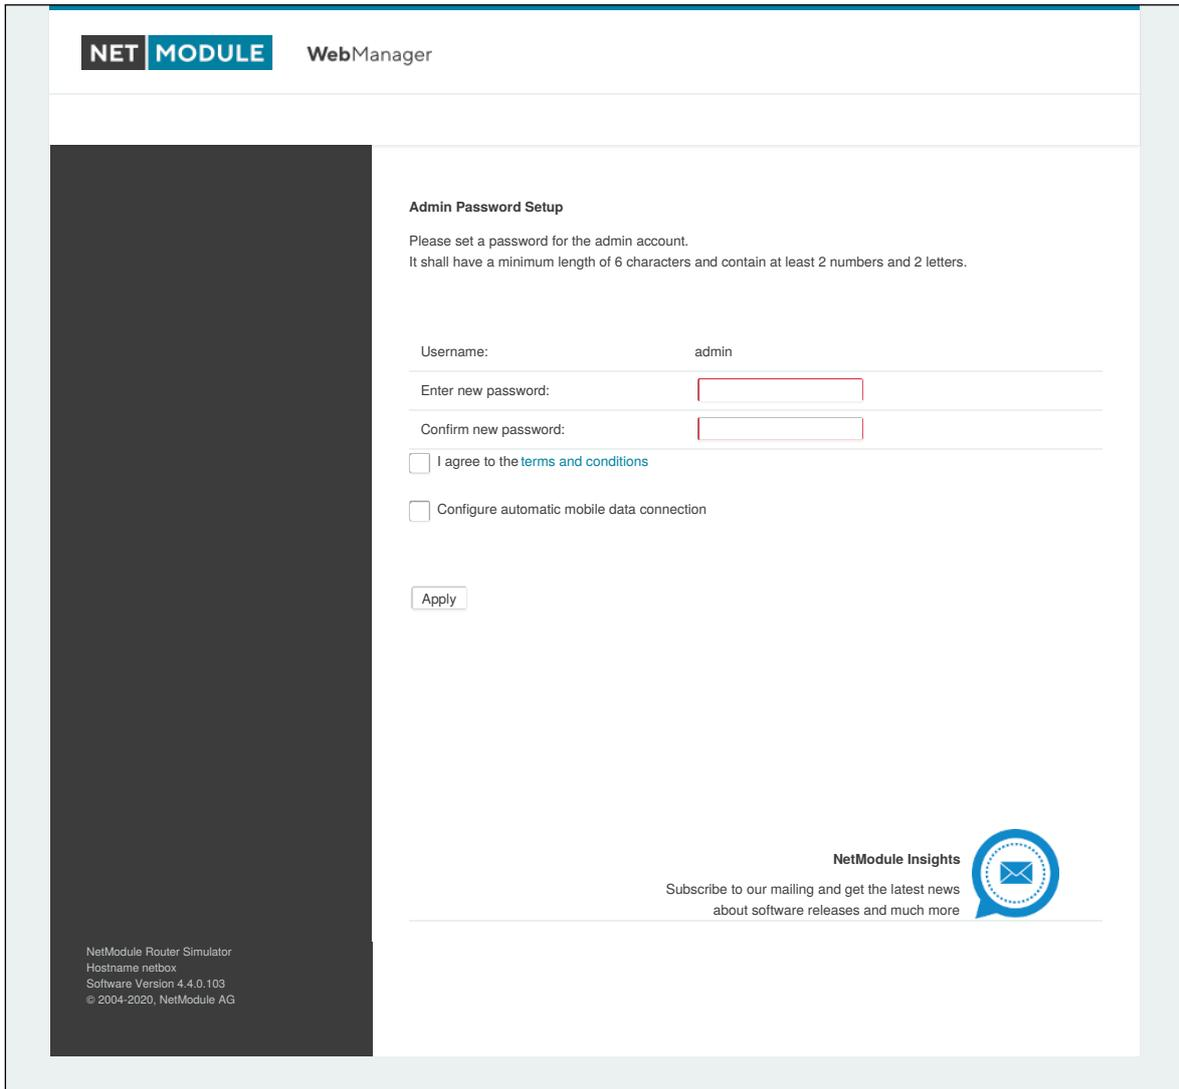 NET MODULE WebManager
Admin Password Setup
Please set a password for the admin account.
It shall have a minimum length of 6 characters and contain at least 2 numbers and 2 letters.
Username: admin
Enter new password:
Confirm new password:
I agree to the terms and conditions
Configure automatic mobile data connection
Apply
NetModule Insights
Subscribe to our mailing and get the latest news
about software releases and much more
NetModule Router Simulator
Hostname netbox
Software Version 4.4.0.103
© 2004-2020, NetModule AG